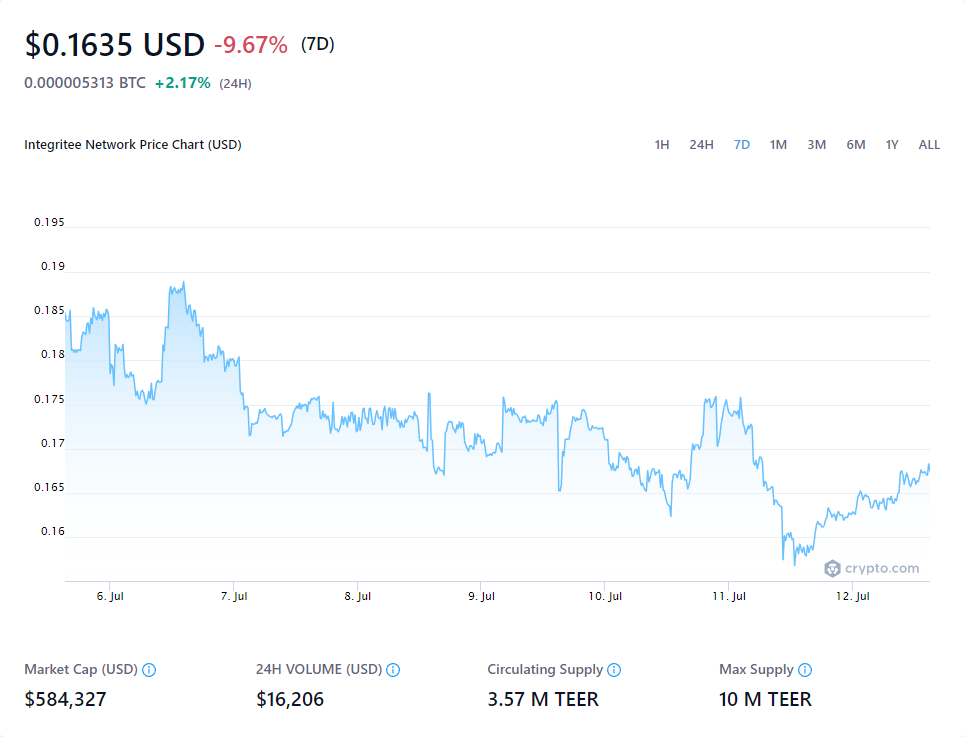 $0.1635 USD -9.67% (7D)
0.000005313 BTC +2.17% (24H)
Integritee Network Price Chart (USD)
1H 24H 7D 1M 3M 6M 1Y ALL
0.195
0.19
0.185
0.18
0.175
0.17
0.165
0.16
crypto.com
6. Jul 7. Jul 8. Jul 9. Jul 10. Jul 11. Jul 12. Jul
Market Cap (USD) 24H VOLUME (USD) Circulating Supply Max Supply
$584,327 $16,206 3.57 M TEER 10 M TEER